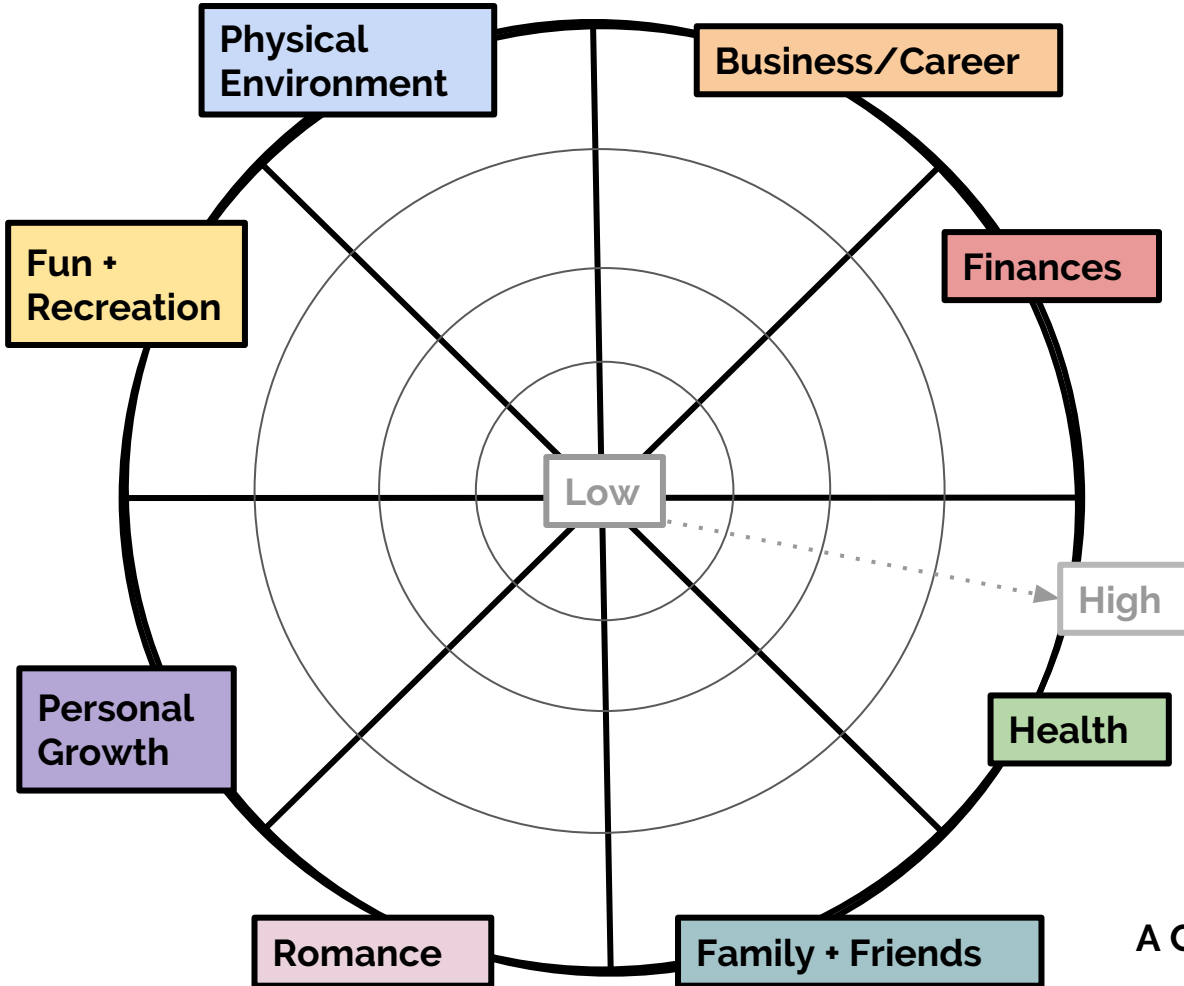 Physical
Environment
Business/Career
Fun +
Recreation
Finances
Low
High
Personal
Growth
Health
Romance
Family + Friends
A